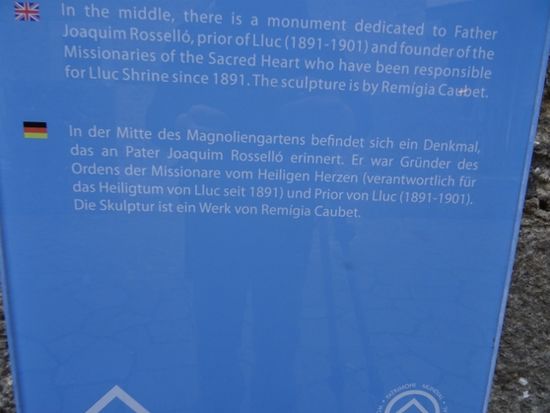 In the middle, there is a monument dedicated to Father
Joaquim Rosselló, prior of Lluc (1891-1901) and founder of the
Missionaries of the Sacred Heart who have been responsible
for Lluc Shrine since 1891. The sculpture is by Remígia Caubet.
In der Mitte des Magnoliengartens befindet sich ein Denkmal,
das an Pater Joaquim Rosselló erinnert. Er war Gründer des
Ordens der Missionare vom Heiligen Herzen (verantwortlich für
das Heiligtum von Lluc seit 1891) und Prior von Lluc (1891-1901).
Die Skulptur ist ein Werk von Remígia Caubet.
PATRIMOINE MUNDIAL